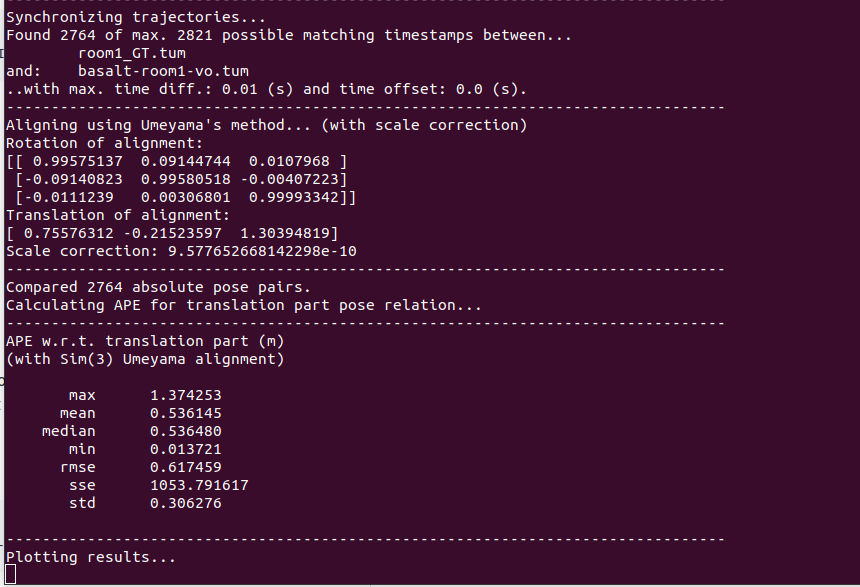 --------------------------------------------------------------------------------
Synchronizing trajectories...
Found 2764 of max. 2821 possible matching timestamps between...
        room1_GT.tum
and:    basalt-room1-vo.tum
..with max. time diff.: 0.01 (s) and time offset: 0.0 (s).
--------------------------------------------------------------------------------
Aligning using Umeyama's method... (with scale correction)
Rotation of alignment:
[[ 0.99575137  0.09144744  0.0107968 ]
 [-0.09140823  0.99580518 -0.00407223]
 [-0.0111239   0.00306801  0.99993342]]
Translation of alignment:
[ 0.75576312 -0.21523597  1.30394819]
Scale correction: 9.577652668142298e-10
--------------------------------------------------------------------------------
Compared 2764 absolute pose pairs.
Calculating APE for translation part pose relation...
--------------------------------------------------------------------------------
APE w.r.t. translation part (m)
(with Sim(3) Umeyama alignment)
       max      1.374253
      mean      0.536145
    median      0.536480
       min      0.013721
      rmse      0.617459
       sse      1053.791617
       std      0.306276
--------------------------------------------------------------------------------
Plotting results...